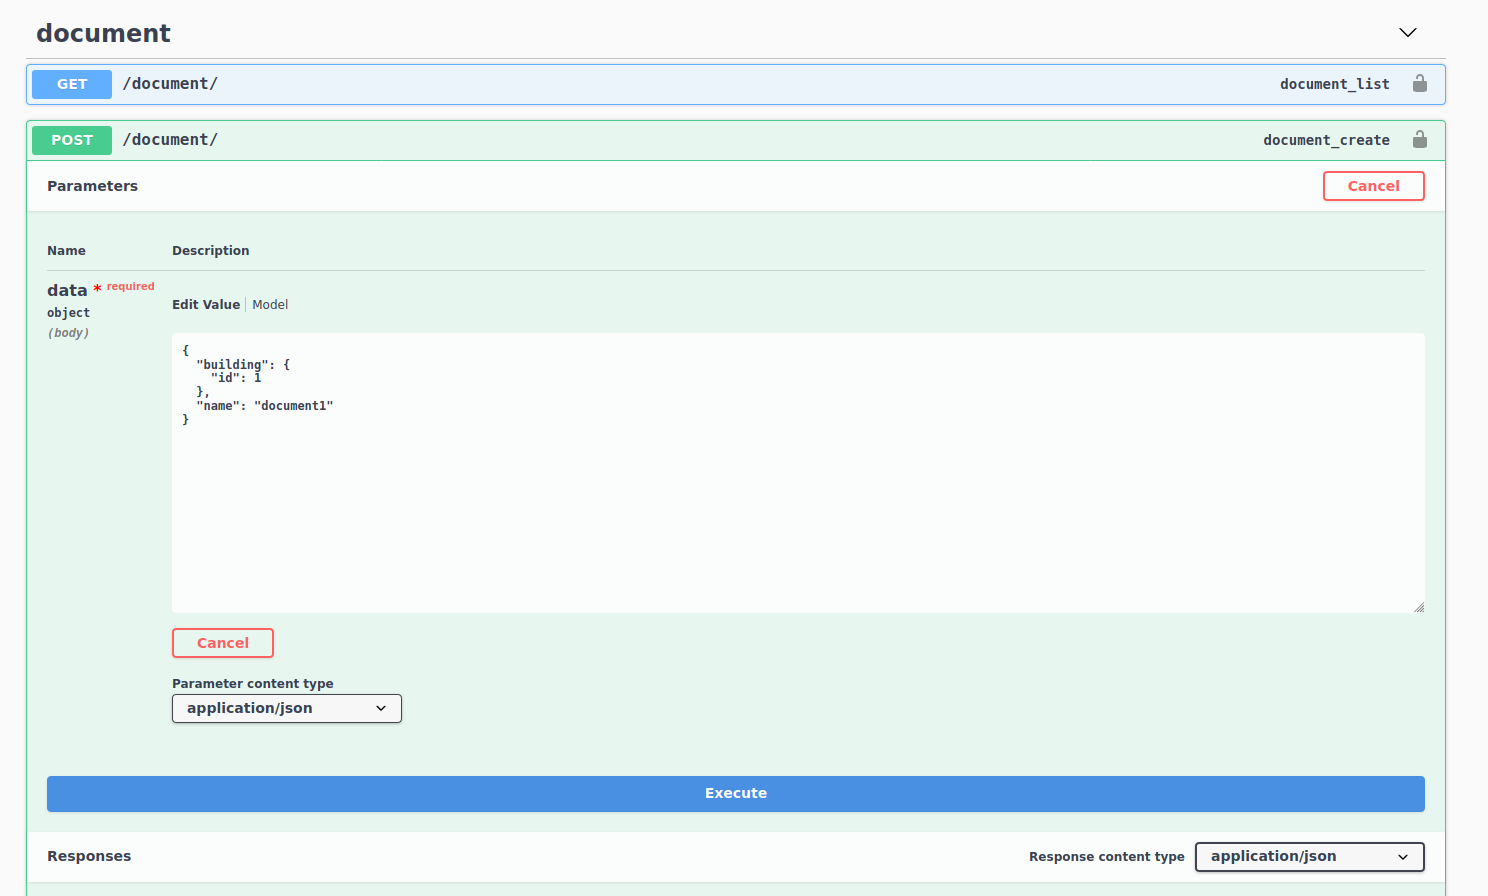 document
GET /document/ document_list
POST /document/ document_create
Parameters Cancel
Name Description
data * required
object
(body)
Edit Value Model
{
  "building": {
    "id": 1
  },
  "name": "document1"
}
Cancel
Parameter content type
application/json
Execute
Responses Response content type application/json